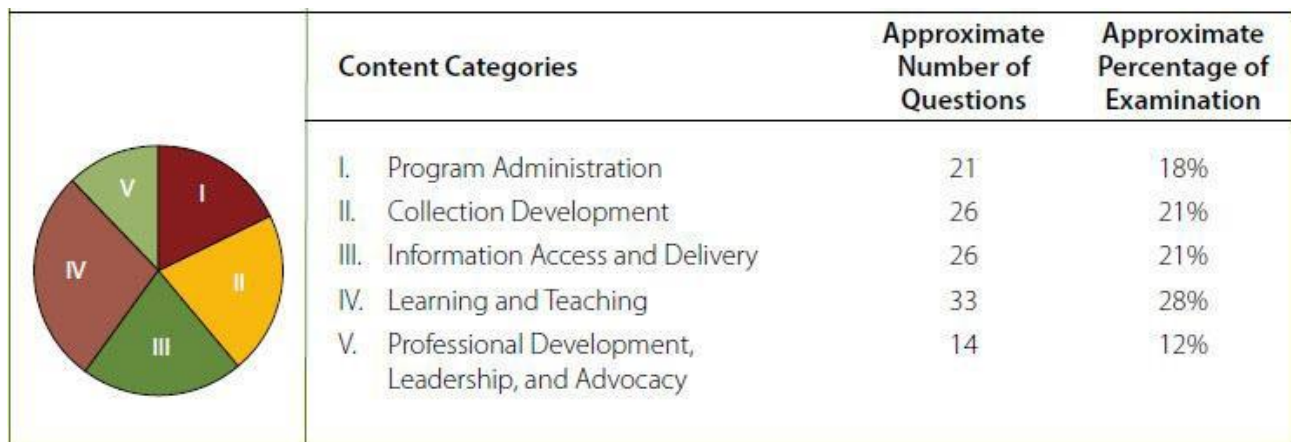 Content Categories
Approximate Number of Questions
Approximate Percentage of Examination
I. Program Administration 21 18%
II. Collection Development 26 21%
III. Information Access and Delivery 26 21%
IV. Learning and Teaching 33 28%
V. Professional Development, 14 12%
Leadership, and Advocacy
V
I
IV
II
III